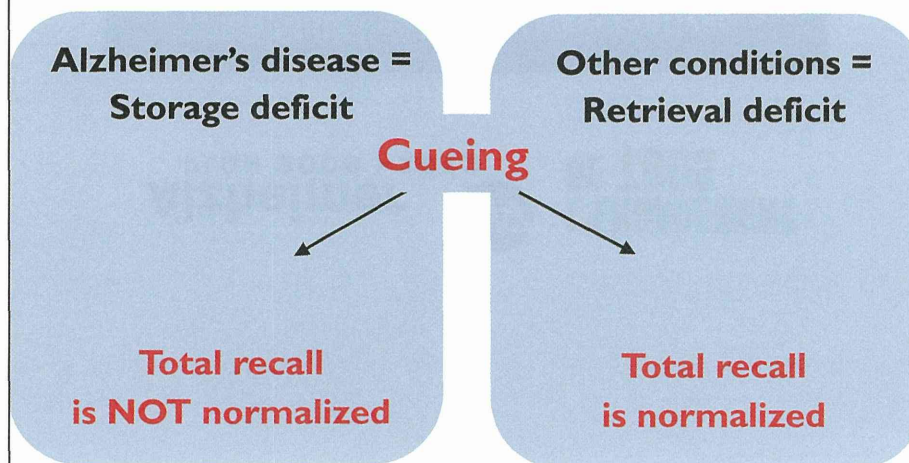 Alzheimer's disease =
Storage deficit
Other conditions =
Retrieval deficit
Cueing
Total recall
is NOT normalized
Total recall
is normalized